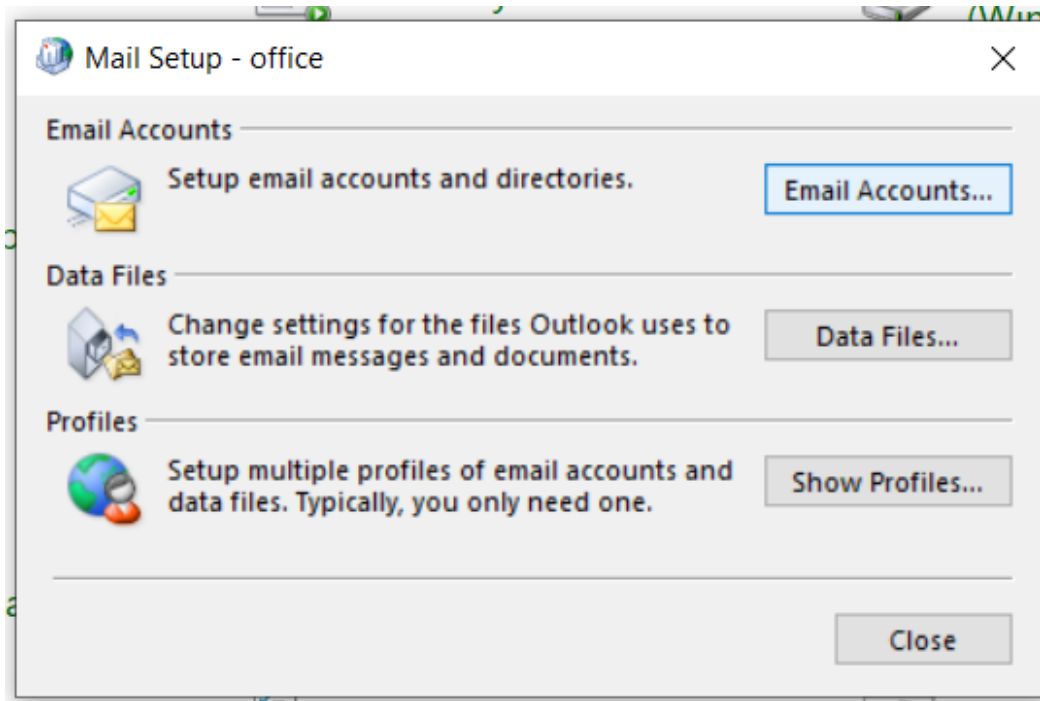 (Win
Mail Setup - office
Email Accounts
Setup email accounts and directories.
Email Accounts...
Data Files
Change settings for the files Outlook uses to
store email messages and documents.
Data Files...
Profiles
Setup multiple profiles of email accounts and
data files. Typically, you only need one.
Show Profiles...
Close